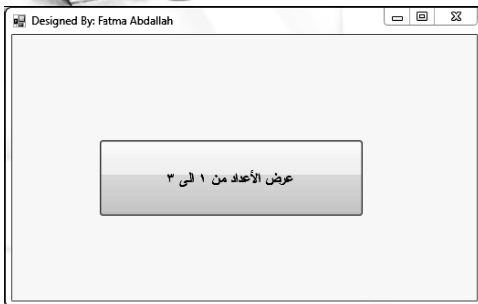 Designed By: Fatma Abdallah
عرض الأعداد من ١ الى ٣